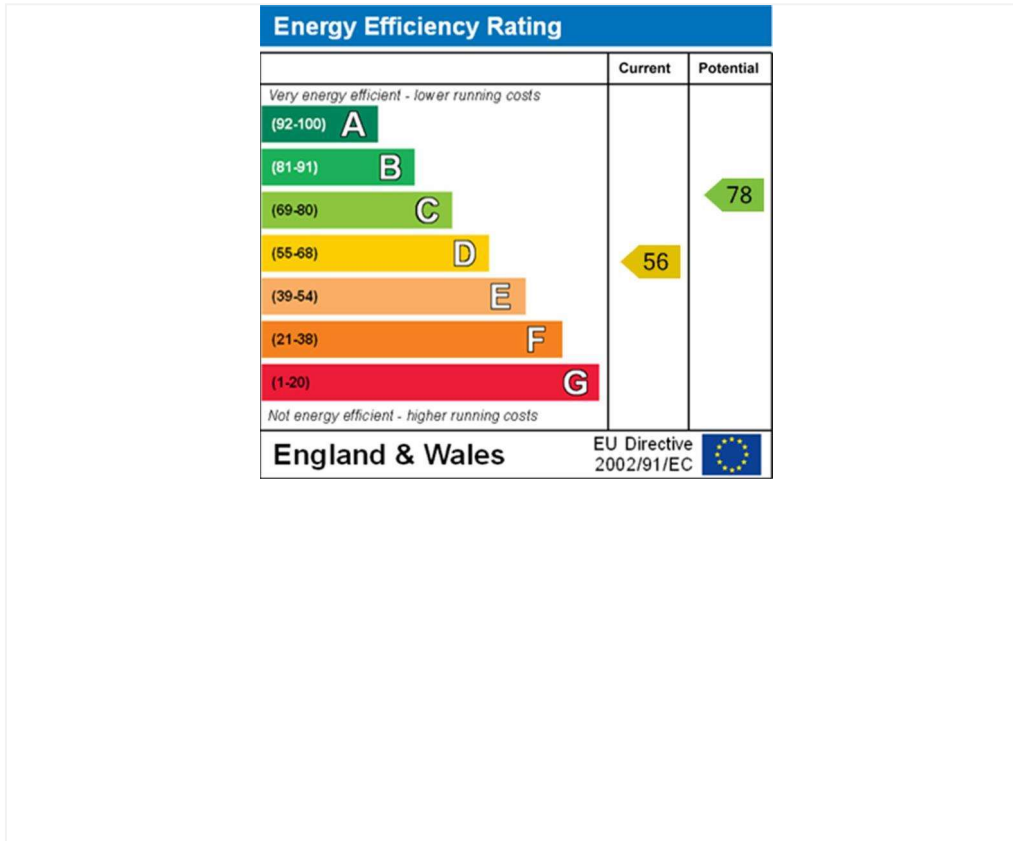 Energy Efficiency Rating
Current Potential
Very energy efficient - lower running costs
(92-100) A
(81-91) B
(69-80) C
78
(55-68) D
56
(39-54) E
(21-38) F
(1-20) G
Not energy efficient - higher running costs
England & Wales
EU Directive
2002/91/EC